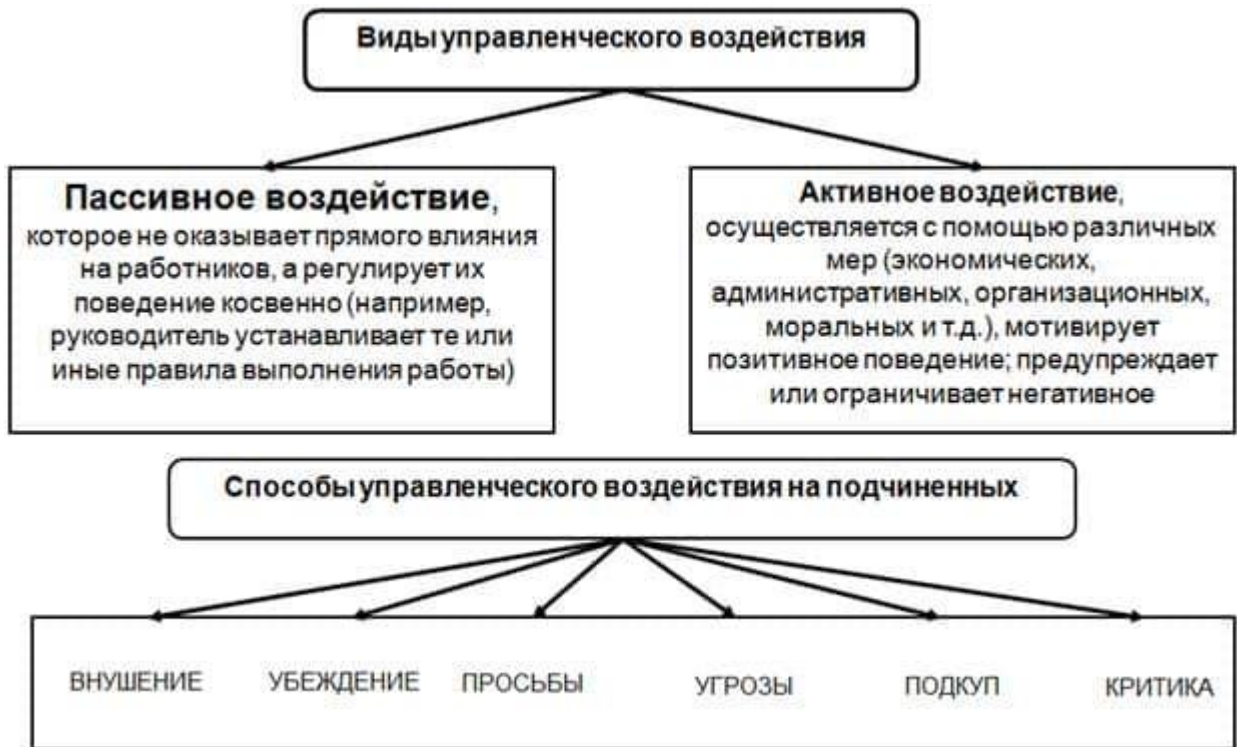 Виды управленческого воздействия
Пассивное воздействие,
которое не оказывает прямого влияния
на работников, а регулирует их
поведение косвенно (например,
руководитель устанавливает те или
иные правила выполнения работы)
Активное воздействие,
осуществляется с помощью различных
мер (экономических,
административных, организационных,
моральных и т.д.), мотивирует
позитивное поведение; предупреждает
или ограничивает негативное
Способы управленческого воздействия на подчиненных
ВНУШЕНИЕ
УБЕЖДЕНИЕ
ПРОСЬБЫ
УГРОЗЫ
ПОДКУП
КРИТИКА